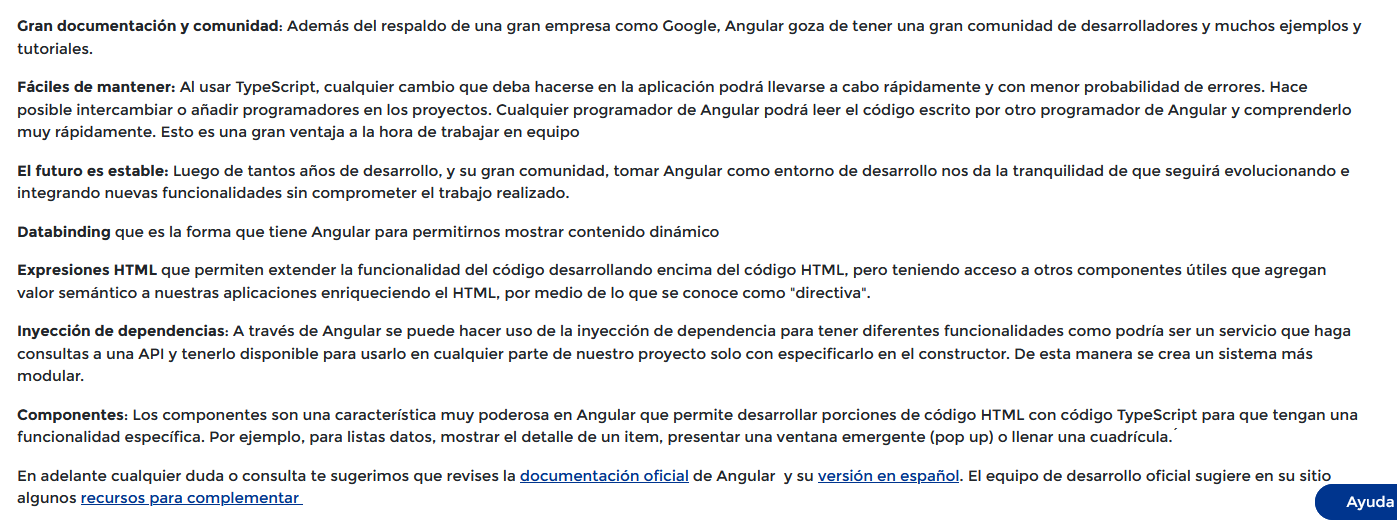 Gran documentación y comunidad: Además del respaldo de una gran empresa como Google, Angular goza de tener una gran comunidad de desarrolladores y muchos ejemplos y
tutoriales.
Fáciles de mantener: Al usar TypeScript, cualquier cambio que deba hacerse en la aplicación podrá llevarse a cabo rápidamente y con menor probabilidad de errores. Hace
posible intercambiar o añadir programadores en los proyectos. Cualquier programador de Angular podrá leer el código escrito por otro programador de Angular y comprenderlo
muy rápidamente. Esto es una gran ventaja a la hora de trabajar en equipo
El futuro es estable: Luego de tantos años de desarrollo, y su gran comunidad, tomar Angular como entorno de desarrollo nos da la tranquilidad de que seguirá evolucionando e
integrando nuevas funcionalidades sin comprometer el trabajo realizado.
Databinding que es la forma que tiene Angular para permitirnos mostrar contenido dinámico
Expresiones HTML que permiten extender la funcionalidad del código desarrollando encima del código HTML, pero teniendo acceso a otros componentes útiles que agregan
valor semántico a nuestras aplicaciones enriqueciendo el HTML, por medio de lo que se conoce como "directiva".
Inyección de dependencias: A través de Angular se puede hacer uso de la inyección de dependencia para tener diferentes funcionalidades como podría ser un servicio que haga
consultas a una API y tenerlo disponible para usarlo en cualquier parte de nuestro proyecto solo con especificarlo en el constructor. De esta manera se crea un sistema más
modular.
Componentes: Los componentes son una característica muy poderosa en Angular que permite desarrollar porciones de código HTML con código TypeScript para que tengan una
funcionalidad específica. Por ejemplo, para listas datos, mostrar el detalle de un item, presentar una ventana emergente (pop up) o llenar una cuadrícula.´
En adelante cualquier duda o consulta te sugerimos que revises la documentación oficial de Angular y su versión en español. El equipo de desarrollo oficial sugiere en su sitio
algunos recursos para complementar
Ayuda